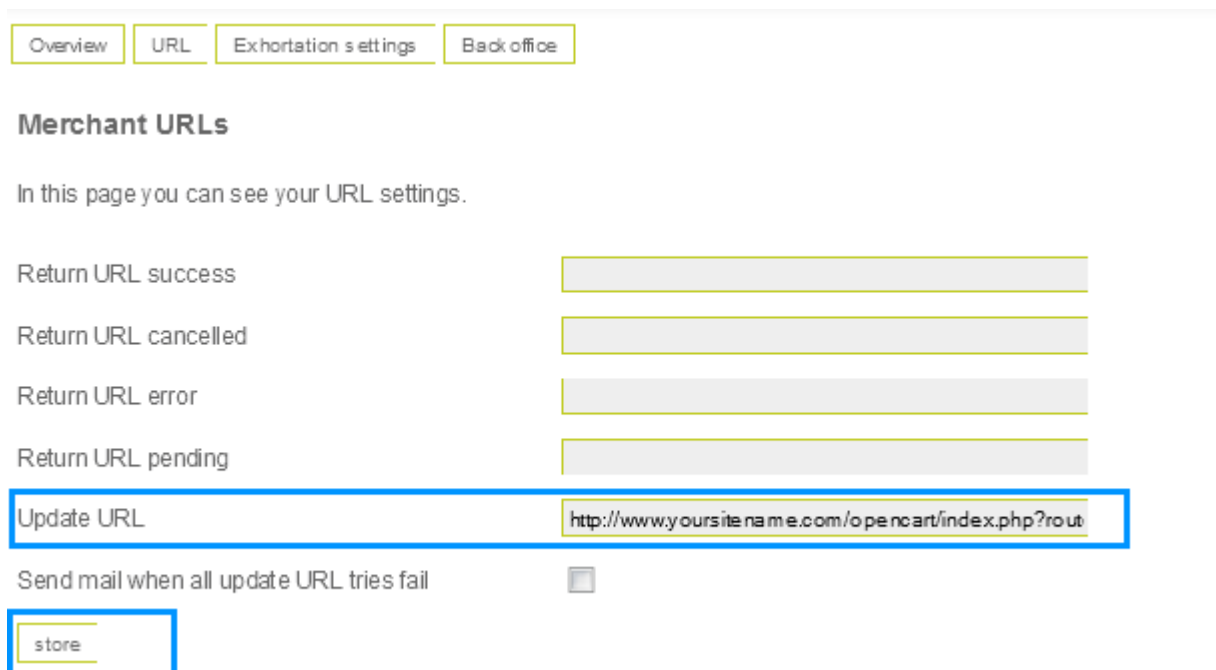 Overview URL Exhortation settings Back office
Merchant URLs
In this page you can see your URL settings.
Return URL success
Return URL cancelled
Return URL error
Return URL pending
Update URL http://www.yoursitename.com/opencart/index.php?rout
Send mail when all update URL tries fail
store